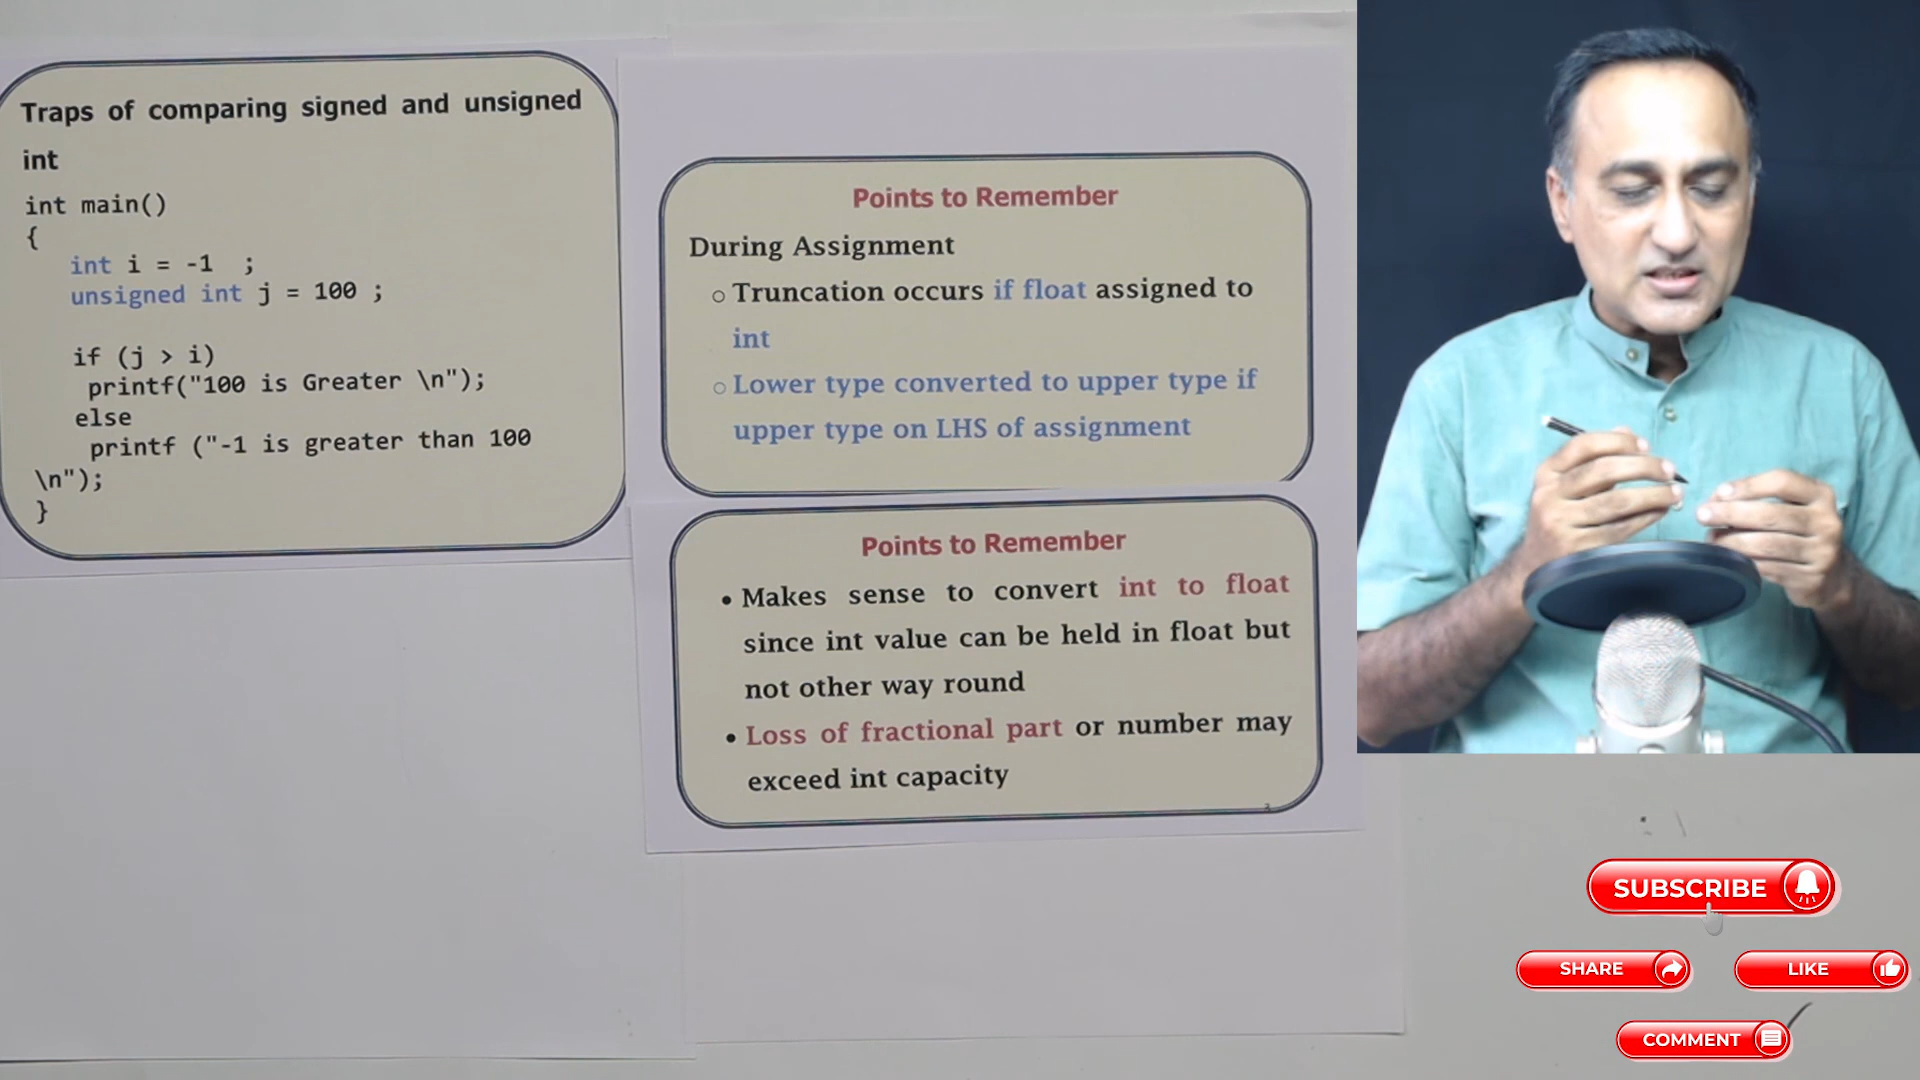 Traps of comparing signed and unsigned
int
int main()
{
int i = -1 ;
unsigned int j = 100 ;
if (j > i)
printf("100 is Greater \n");
else
printf ("-1 is greater than 100
\n");
}
Points to Remember
During Assignment
Truncation occurs if float assigned to
int
Lower type converted to upper type if
upper type on LHS of assignment
Points to Remember
• Makes sense to convert int to float
since int value can be held in float but
not other way round
• Loss of fractional part or number may
exceed int capacity
SUBSCRIBE
SHARE
LIKE
COMMENT